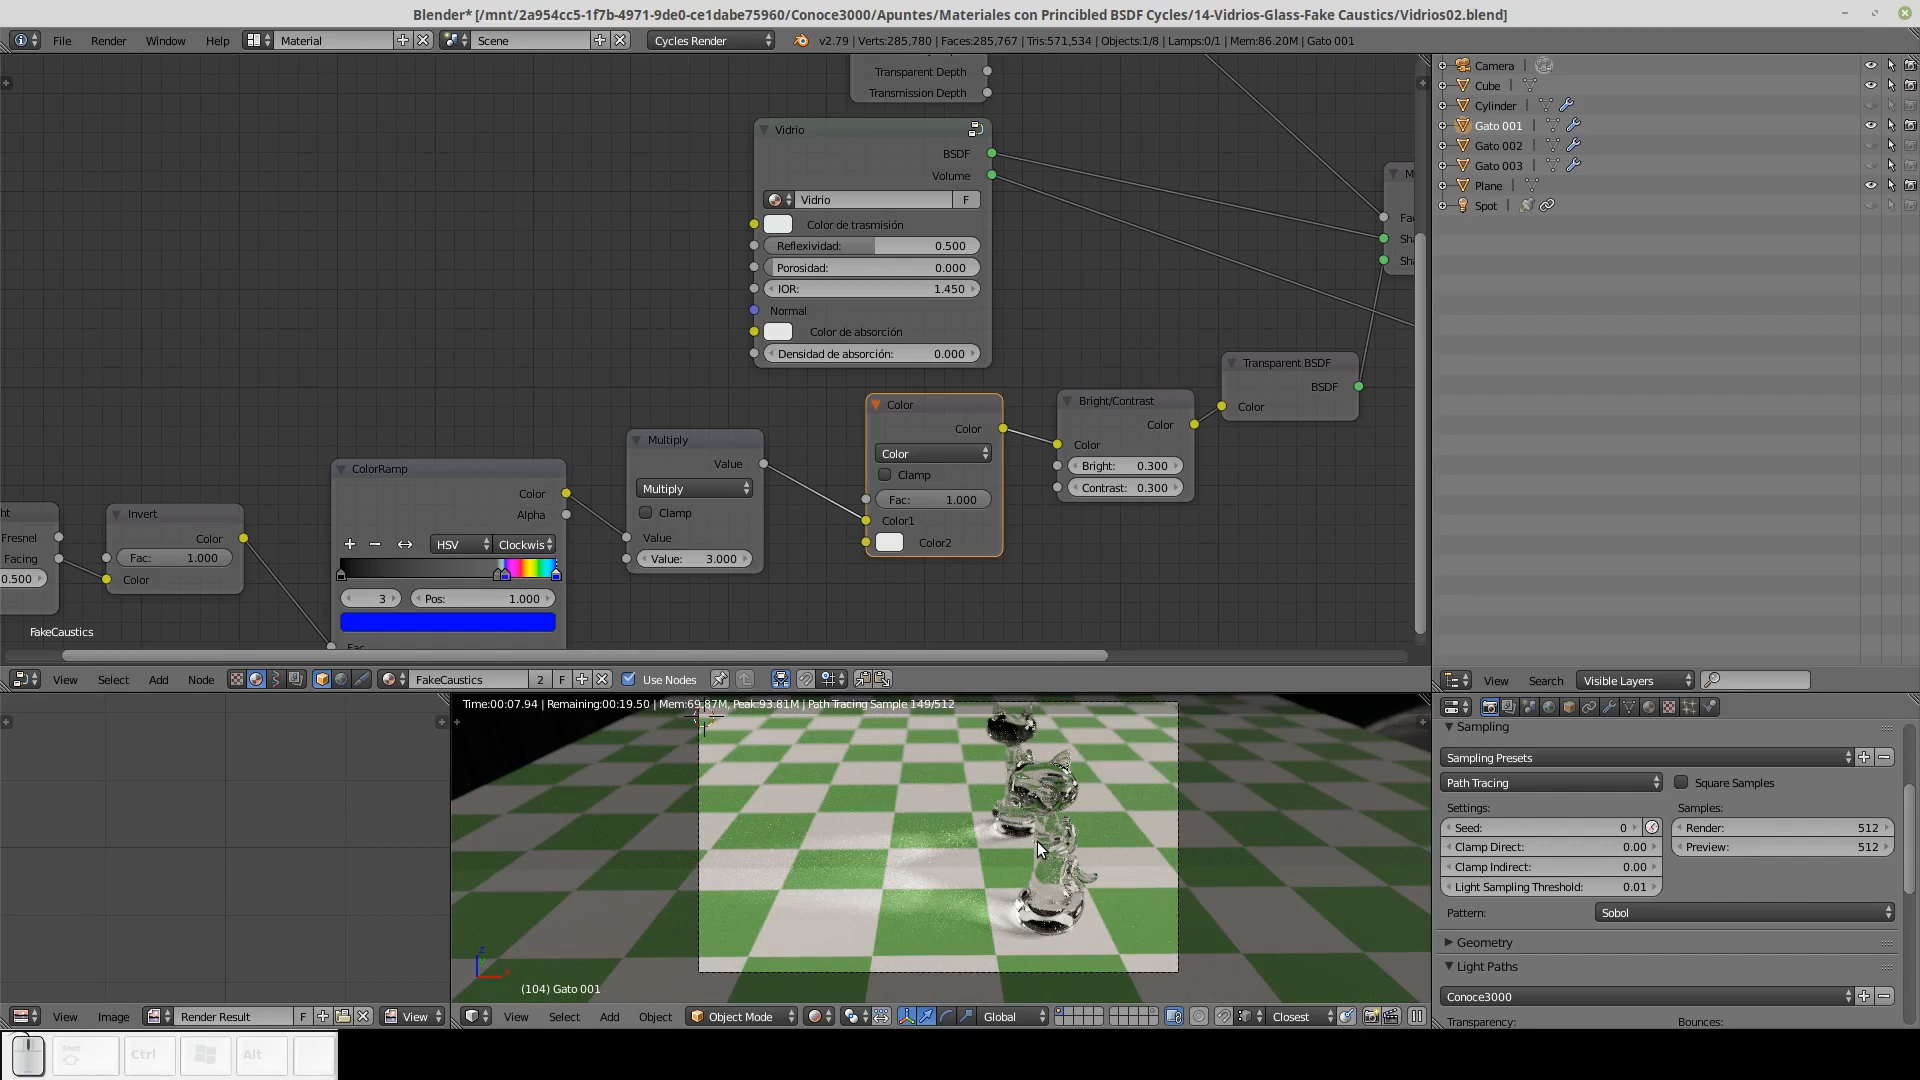 Blender* [/mnt/2a954cc5-1f7b-4971-9de0-ce1dabe75960/Conoce3000/Apuntes/Materiales con Princibled BSDF Cycles/14-Vidrios-Glass-Fake Caustics/Vidrios02.blend]
File Render Window Help Material Scene Cycles Render v2.79 | Verts:285,780 | Faces:285,767 | Tris:571,534 | Objects:1/8 | Lamps:0/1 | Mem:86.20M | Gato 001
Transparent Depth
Transmission Depth
Vidrio
BSDF
Volume
Vidrio F
Color de trasmisión
Reflexividad: 0.500
Porosidad: 0.000
IOR: 1.450
Normal
Color de absorción
Densidad de absorción: 0.000
M
Fac
Sha
Sha
Transparent BSDF
BSDF
Color
Bright/Contrast
Color
Color
Bright: 0.300
Contrast: 0.300
Color
Color
Color
Clamp
Fac: 1.000
Color1
Color2
Multiply
Value
Multiply
Clamp
Value
Value: 3.000
ColorRamp
Color
Alpha
HSV Clockwis
3 Pos: 1.000
Fac
Invert
Color
Fac: 1.000
Color
ht
Fresnel
Facing
0.500
FakeCaustics
View Select Add Node FakeCaustics 2 F Use Nodes
Camera
Cube
Cylinder
Gato 001
Gato 002
Gato 003
Plane
Spot
View Search Visible Layers
Time:00:07.94 | Remaining:00:19.50 | Mem:69.87M, Peak:93.81M | Path Tracing Sample 149/512
z
x
(104) Gato 001
View Image Render Result F View
View Select Add Object Object Mode Global Closest
Sampling
Sampling Presets
Path Tracing Square Samples
Settings: Samples:
Seed: 0 Render: 512
Clamp Direct: 0.00 Preview: 512
Clamp Indirect: 0.00
Light Sampling Threshold: 0.01
Pattern: Sobol
Geometry
Light Paths
Conoce3000
Transparency: Bounces:
Shift Ctrl Alt